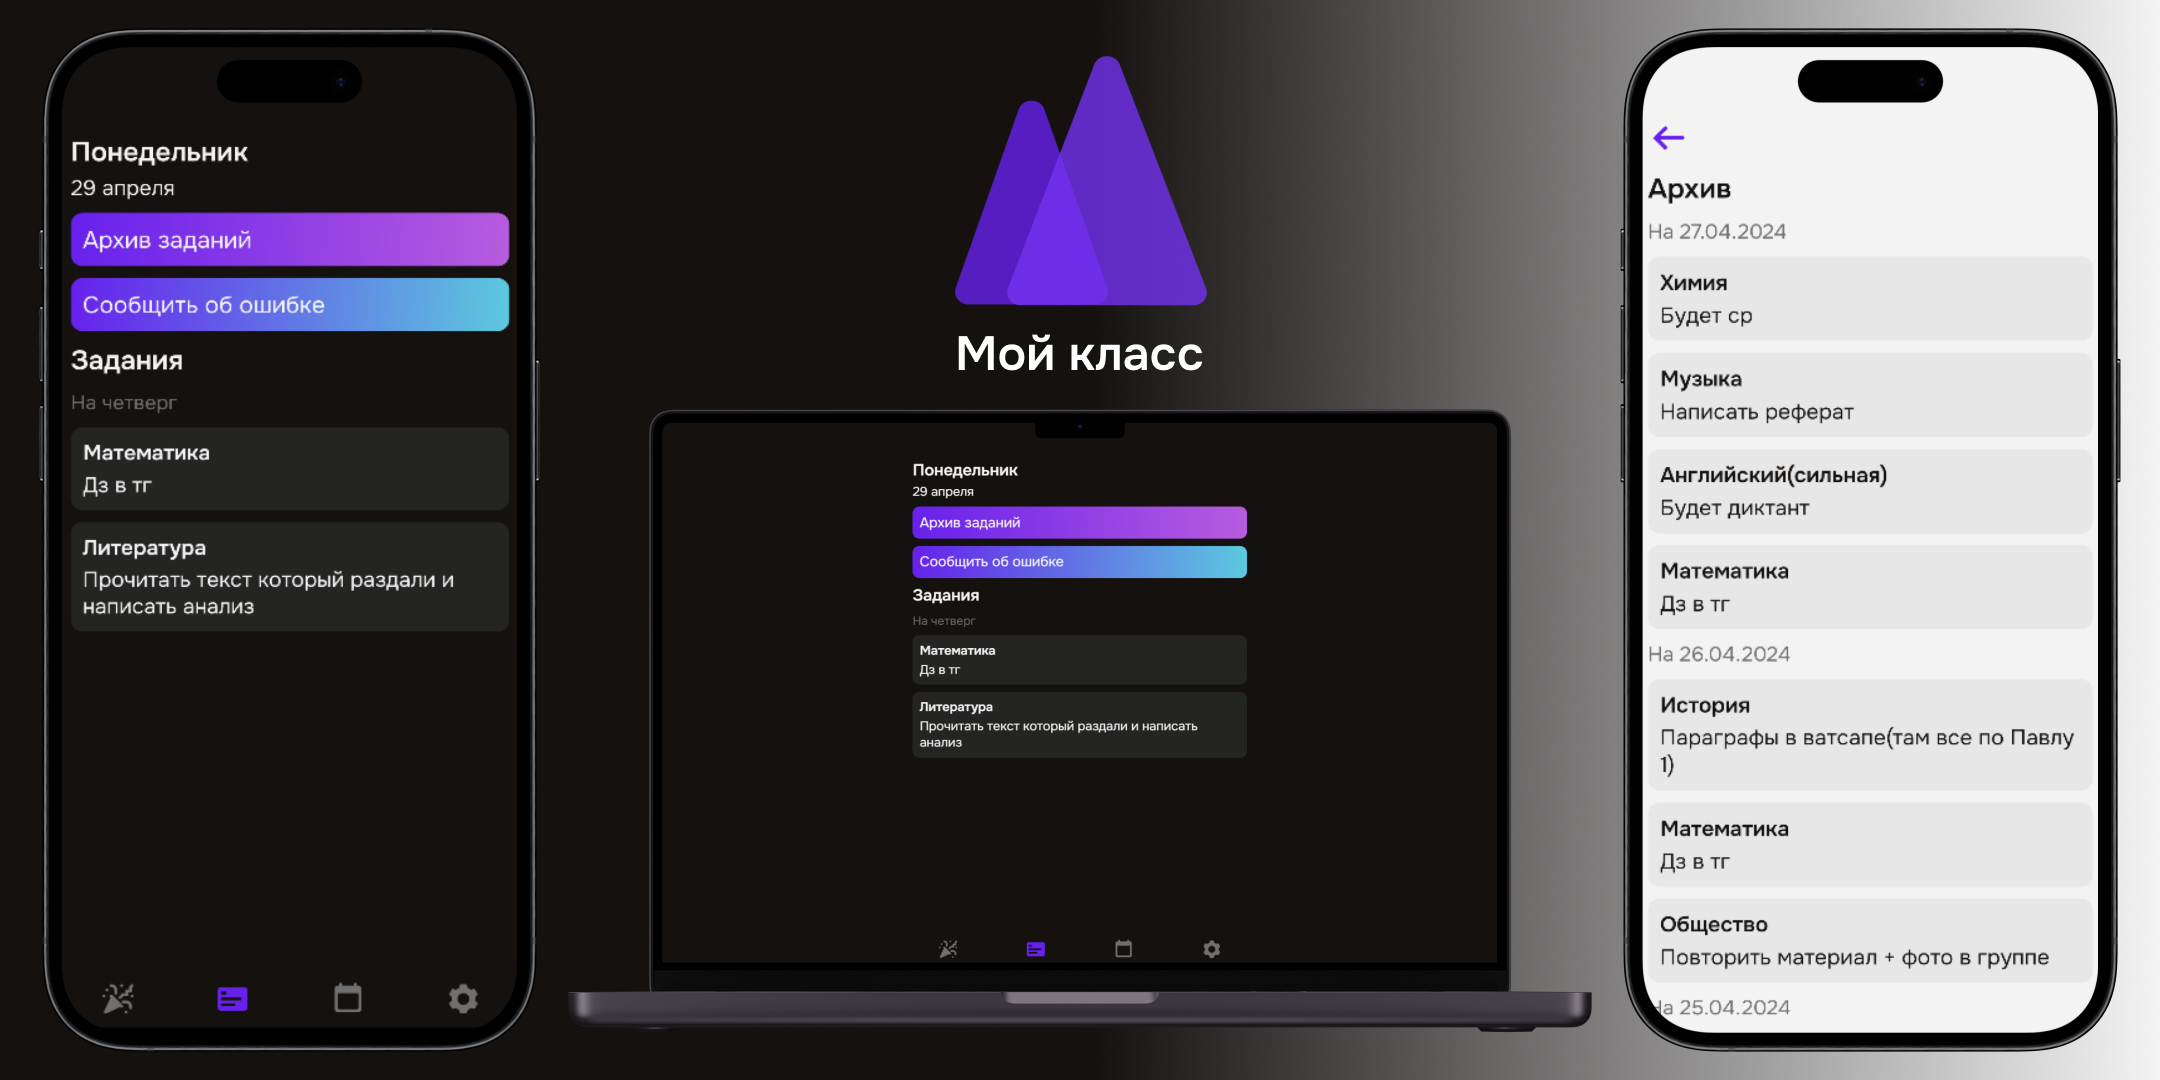 Понедельник
29 апреля
Архив заданий
Сообщить об ошибке
Задания
На четверг
Математика
Дз в тг
Литература
Прочитать текст который раздали и
написать анализ
Мой класс
Понедельник
29 апреля
Архив заданий
Сообщить об ошибке
Задания
На четверг
Математика
Дз в тг
Литература
Прочитать текст который раздали и написать
анализ
Архив
На 27.04.2024
Химия
Будет ср
Музыка
Написать реферат
Английский(сильная)
Будет диктант
Математика
Дз в тг
На 26.04.2024
История
Параграфы в ватсапе(там все по Павлу
1)
Математика
Дз в тг
Общество
Повторить материал + фото в группе
На 25.04.2024